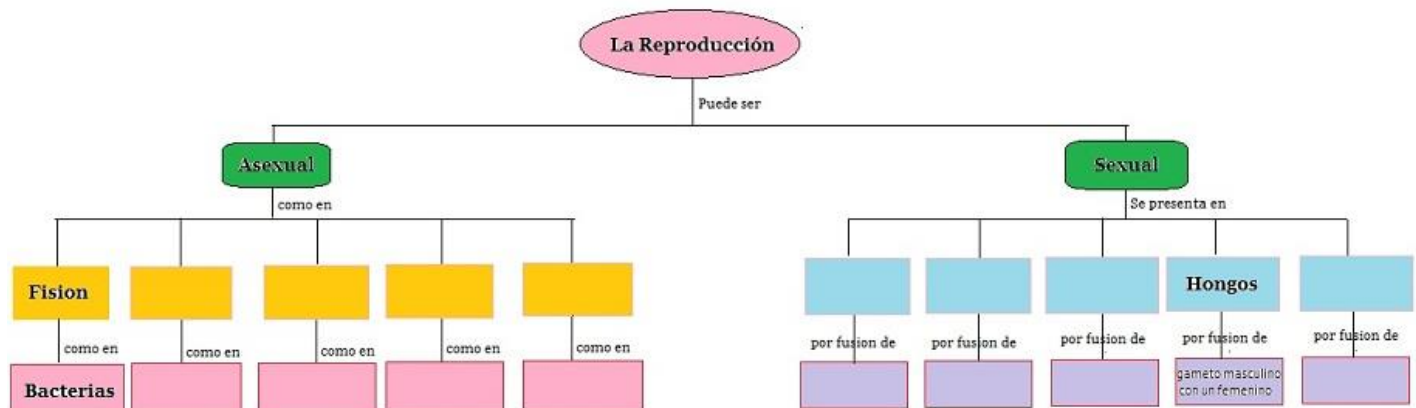 La Reproducción
Puede ser
Asexual
Sexual
como en
Se presenta en
Fision
Hongos
como en
como en
como en
como en
como en
por fusion de
por fusion de
por fusion de
por fusion de
por fusion de
Bacterias
gameto masculino
con un femenino